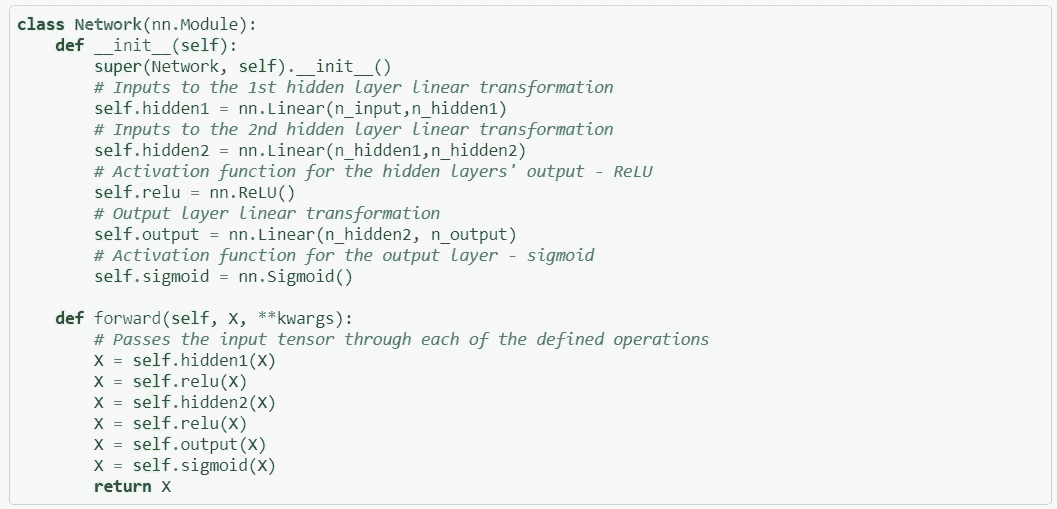 class Network(nn.Module):
    def __init__(self):
        super(Network, self).__init__()
        # Inputs to the 1st hidden layer linear transformation
        self.hidden1 = nn.Linear(n_input,n_hidden1)
        # Inputs to the 2nd hidden layer linear transformation
        self.hidden2 = nn.Linear(n_hidden1,n_hidden2)
        # Activation function for the hidden layers' output - ReLU
        self.relu = nn.ReLU()
        # Output layer linear transformation
        self.output = nn.Linear(n_hidden2, n_output)
        # Activation function for the output layer - sigmoid
        self.sigmoid = nn.Sigmoid()

    def forward(self, X, **kwargs):
        # Passes the input tensor through each of the defined operations
        X = self.hidden1(X)
        X = self.relu(X)
        X = self.hidden2(X)
        X = self.relu(X)
        X = self.output(X)
        X = self.sigmoid(X)
        return X